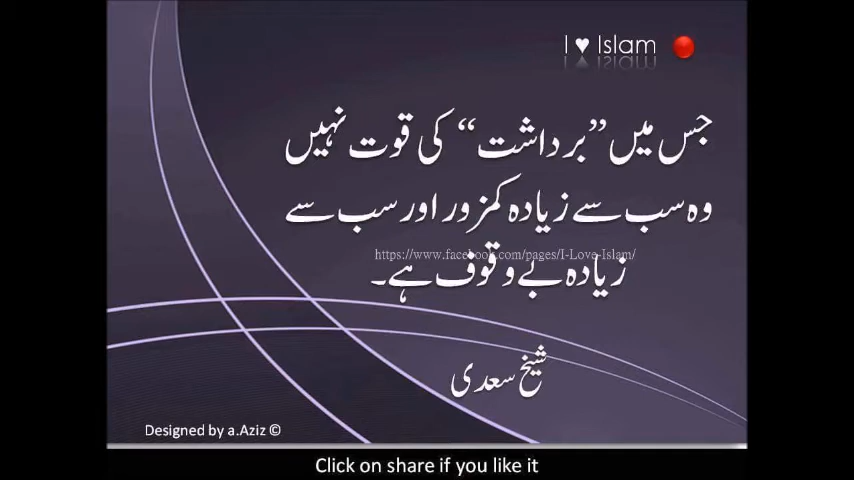 I ♥ Islam
جس میں ”برداشت“ کی قوت نہیں
وہ سب سے زیادہ کمزور اور سب سے
https://www.facebook.com/pages/I-Love-Islam/
زیادہ بے وقوف ہے۔
شیخ سعدی
Designed by a.Aziz ©
Click on share if you like it